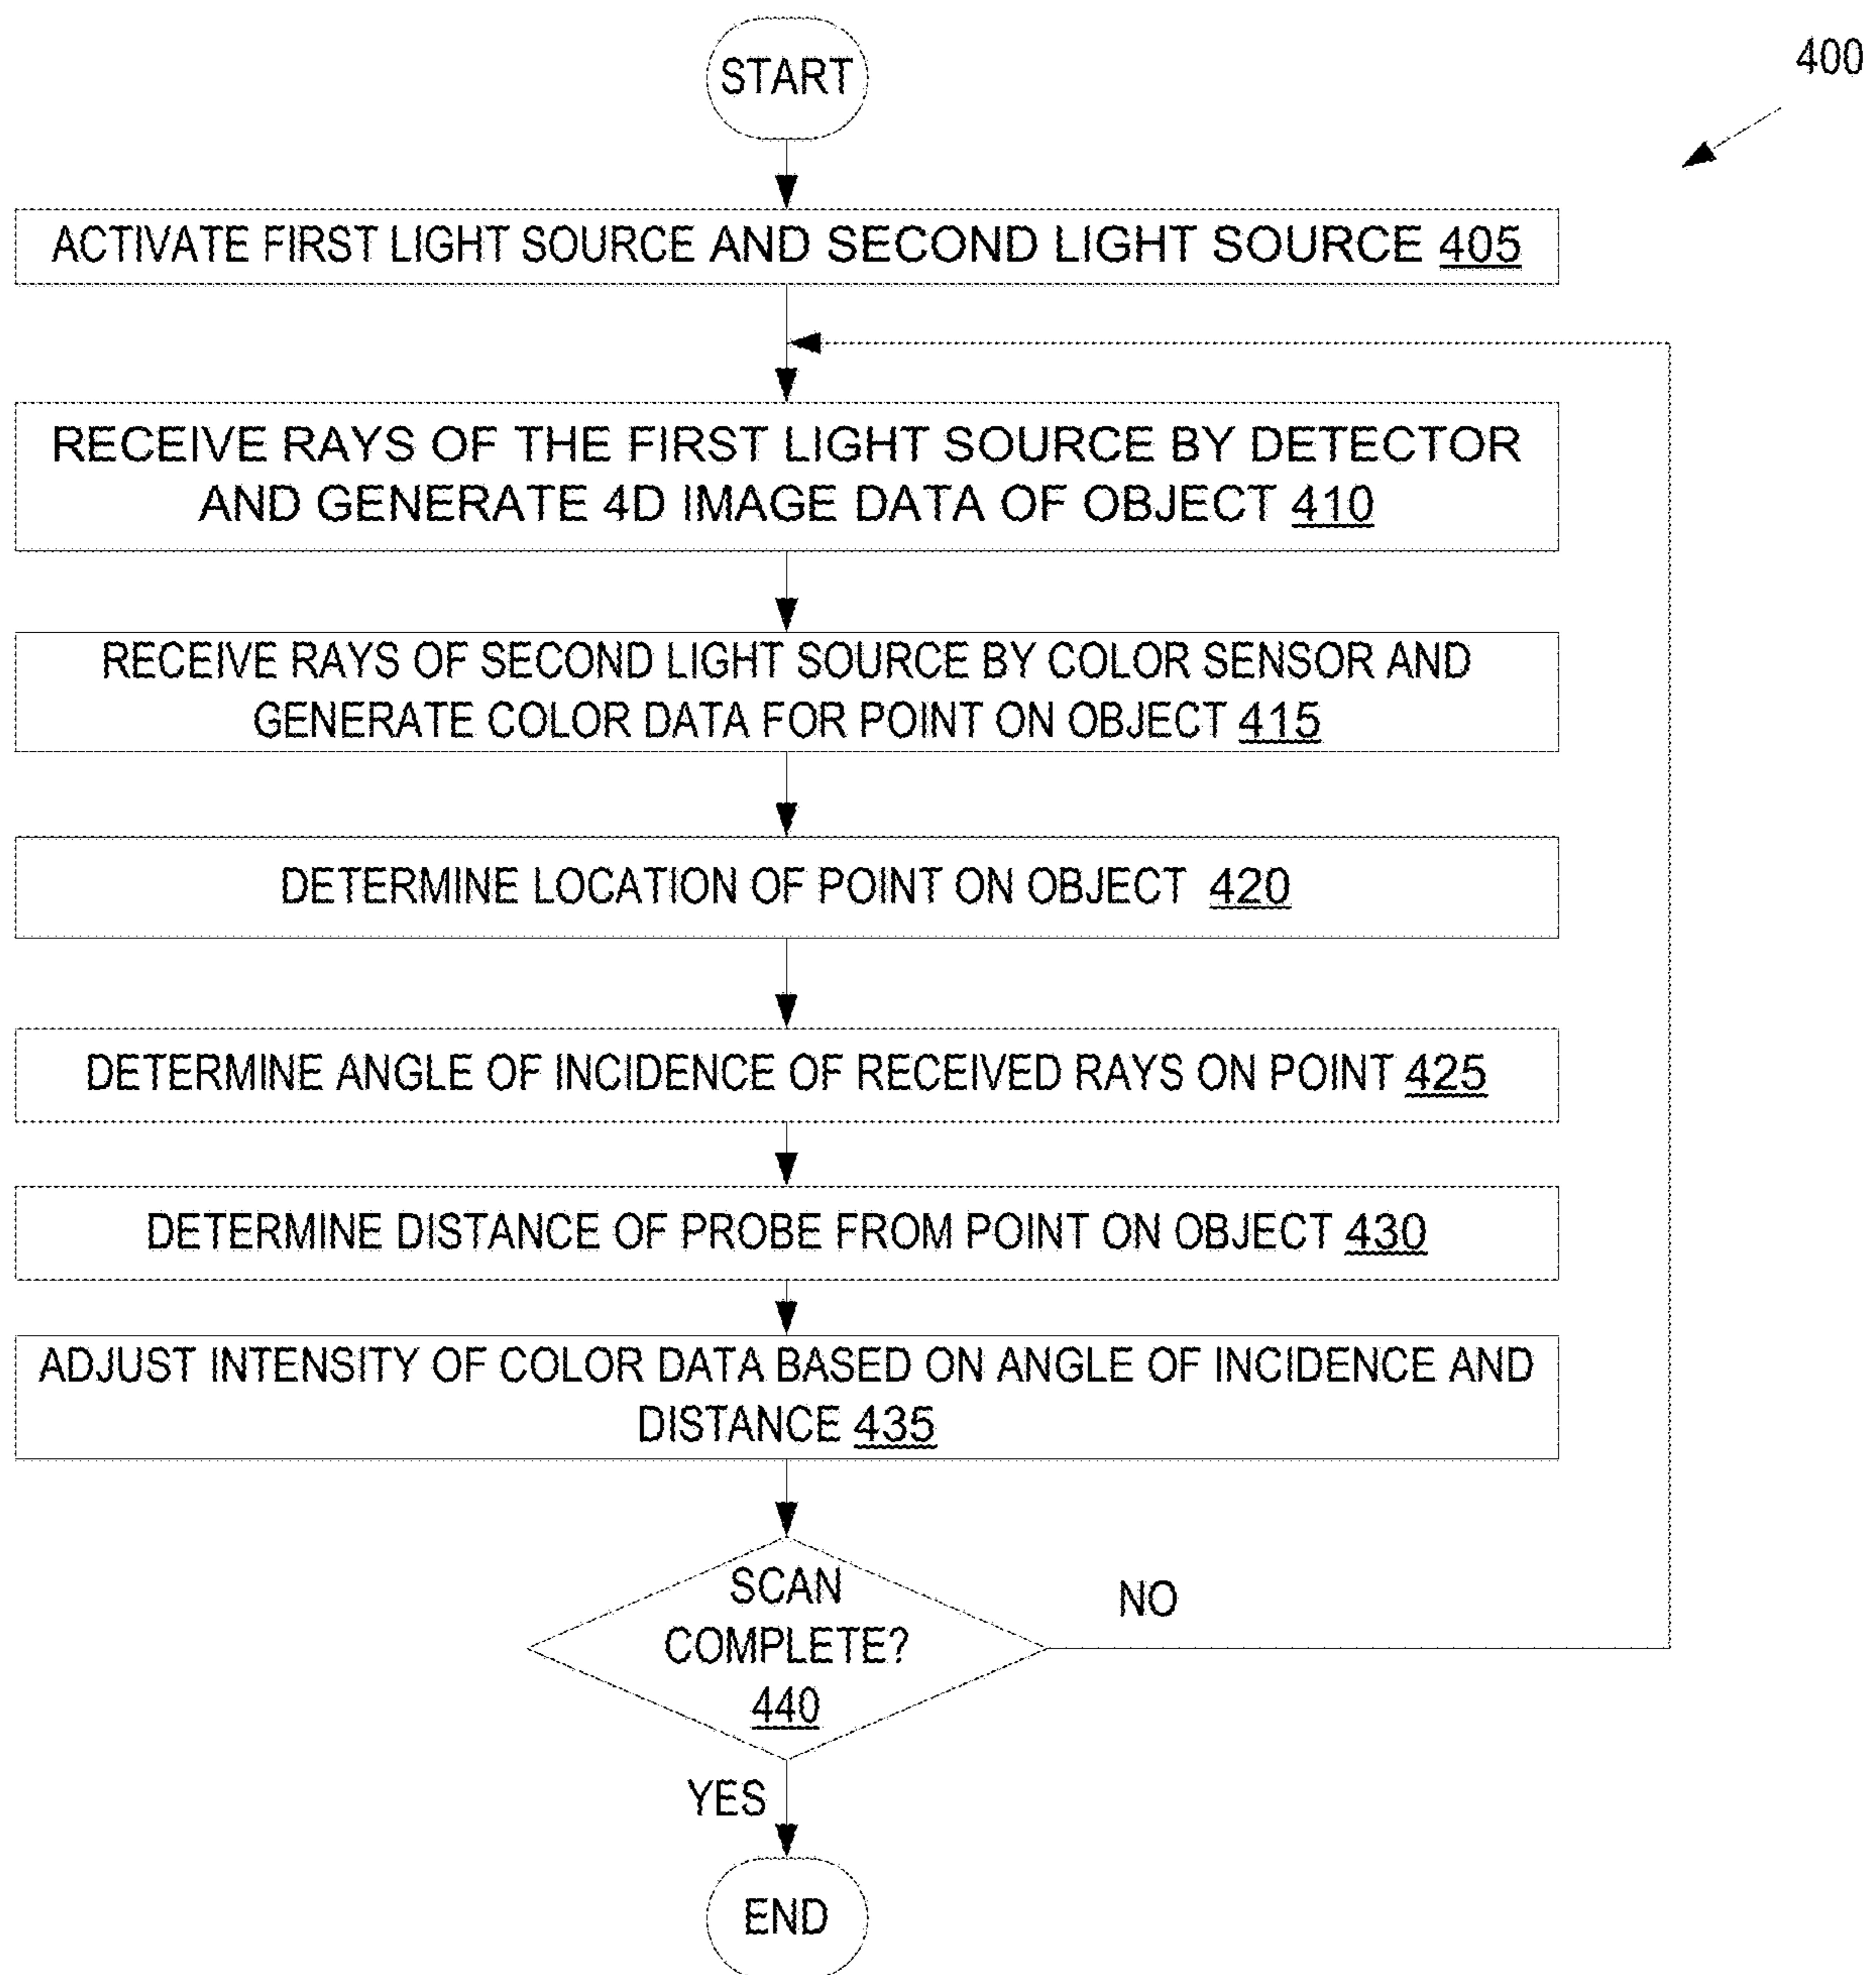 START
400
ACTIVATE FIRST LIGHT SOURCE AND SECOND LIGHT SOURCE 405
RECEIVE RAYS OF THE FIRST LIGHT SOURCE BY DETECTOR
AND GENERATE 4D IMAGE DATA OF OBJECT 410
RECEIVE RAYS OF SECOND LIGHT SOURCE BY COLOR SENSOR AND
GENERATE COLOR DATA FOR POINT ON OBJECT 415
DETERMINE LOCATION OF POINT ON OBJECT 420
DETERMINE ANGLE OF INCIDENCE OF RECEIVED RAYS ON POINT 425
DETERMINE DISTANCE OF PROBE FROM POINT ON OBJECT 430
ADJUST INTENSITY OF COLOR DATA BASED ON ANGLE OF INCIDENCE AND
DISTANCE 435
SCAN
COMPLETE?
440
NO
YES
END